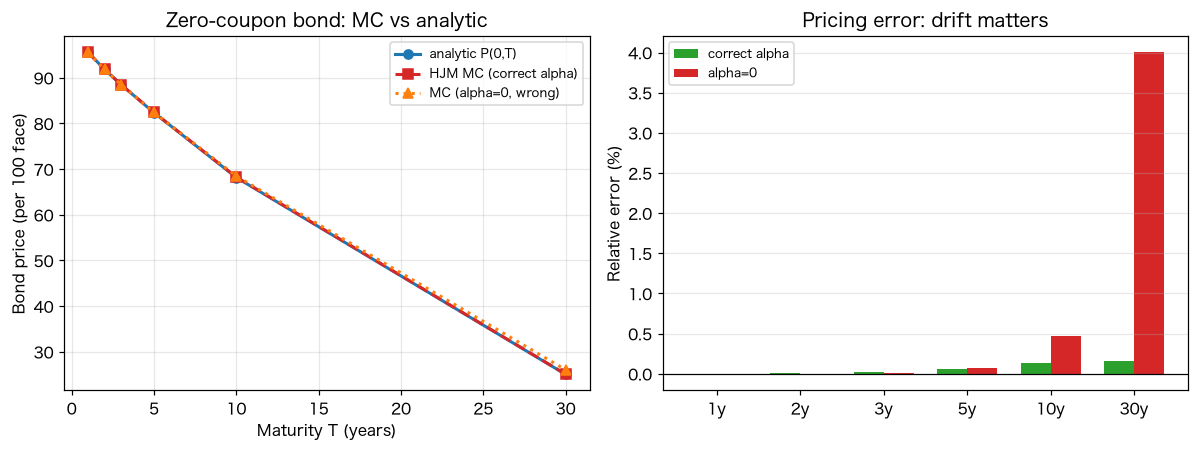 Zero-coupon bond: MC vs analytic
Bond price (per 100 face)
90
80
70
60
50
40
30
analytic P(0,T)
HJM MC (correct alpha)
MC (alpha=0, wrong)
0 5 10 15 20 25 30
Maturity T (years)
Pricing error: drift matters
Relative error (%)
4.0
3.5
3.0
2.5
2.0
1.5
1.0
0.5
0.0
correct alpha
alpha=0
1y 2y 3y 5y 10y 30y